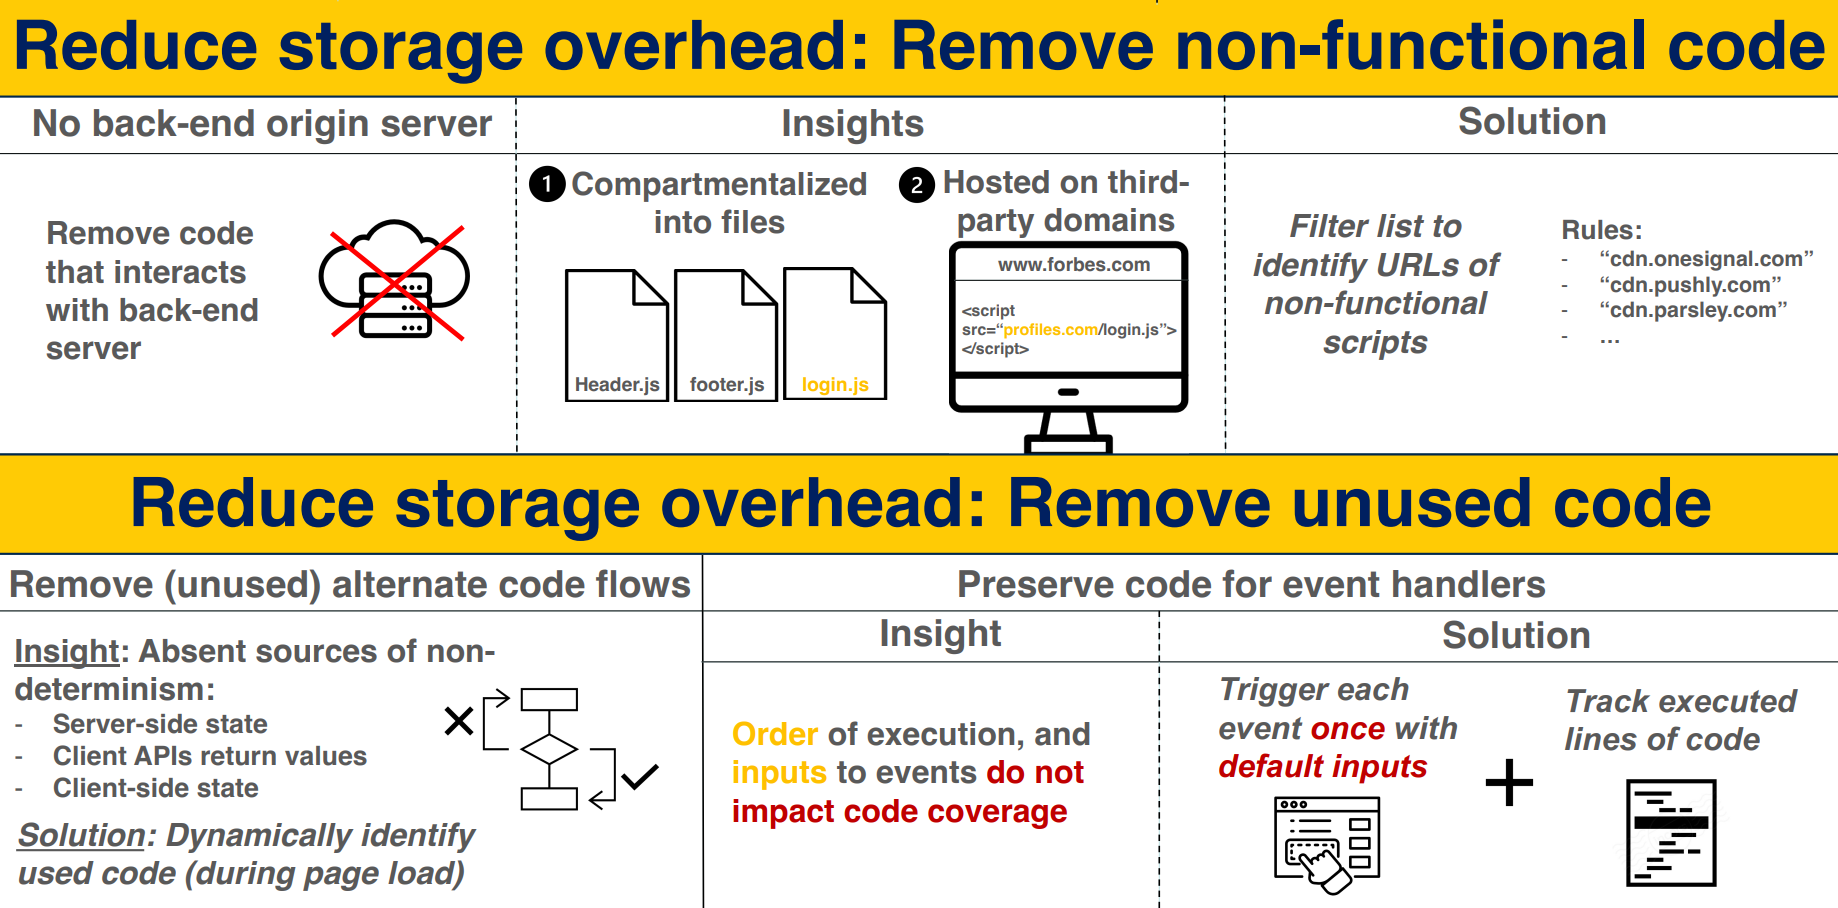 Reduce storage overhead: Remove non-functional code
No back-end origin server
Remove code
that interacts
with back-end
server
Insights
1 Compartmentalized
into files
Header.js
footer.js
login.js
2 Hosted on third-
party domains
www.forbes.com
<script
src=“profiles.com/login.js”>
</script>
Solution
Filter list to
identify URLs of
non-functional
scripts
Rules:
- “cdn.onesignal.com”
- “cdn.pushly.com”
- “cdn.parsley.com”
- ...
Reduce storage overhead: Remove unused code
Remove (unused) alternate code flows
Insight: Absent sources of non-
determinism:
- Server-side state
- Client APIs return values
- Client-side state
Solution: Dynamically identify
used code (during page load)
Preserve code for event handlers
Insight
Order of execution, and
inputs to events do not
impact code coverage
Solution
Trigger each
event once with
default inputs
+
Track executed
lines of code